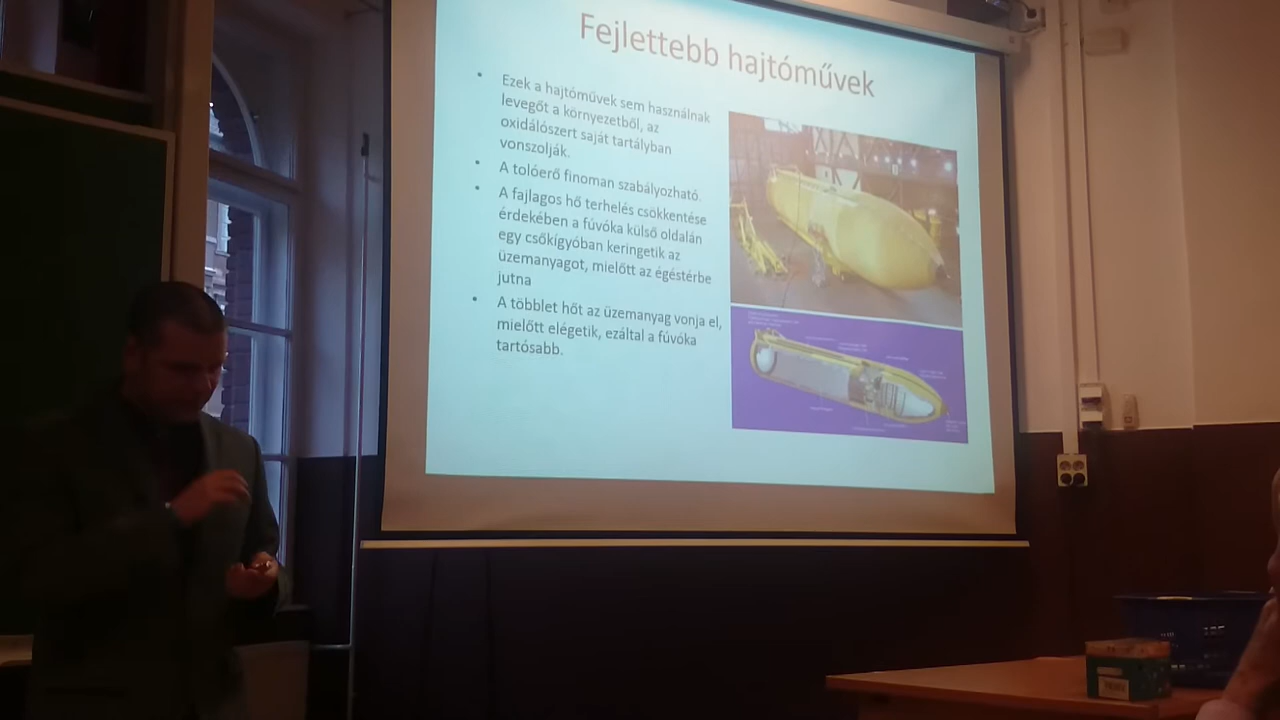 Fejlettebb hajtóművek
• Ezek a hajtóművek sem használnak
levegőt a környezetből, az
oxidálószert saját tartályban
vonszolják.
• A tolóerő finoman szabályozható.
• A fajlagos hő terhelés csökkentése
érdekében a fúvóka külső oldalán
egy csőkígyóban keringetik az
üzemanyagot, mielőtt az égéstérbe
jutna
• A többlet hőt az üzemanyag vonja el,
mielőtt elégetik, ezáltal a fúvóka
tartósabb.